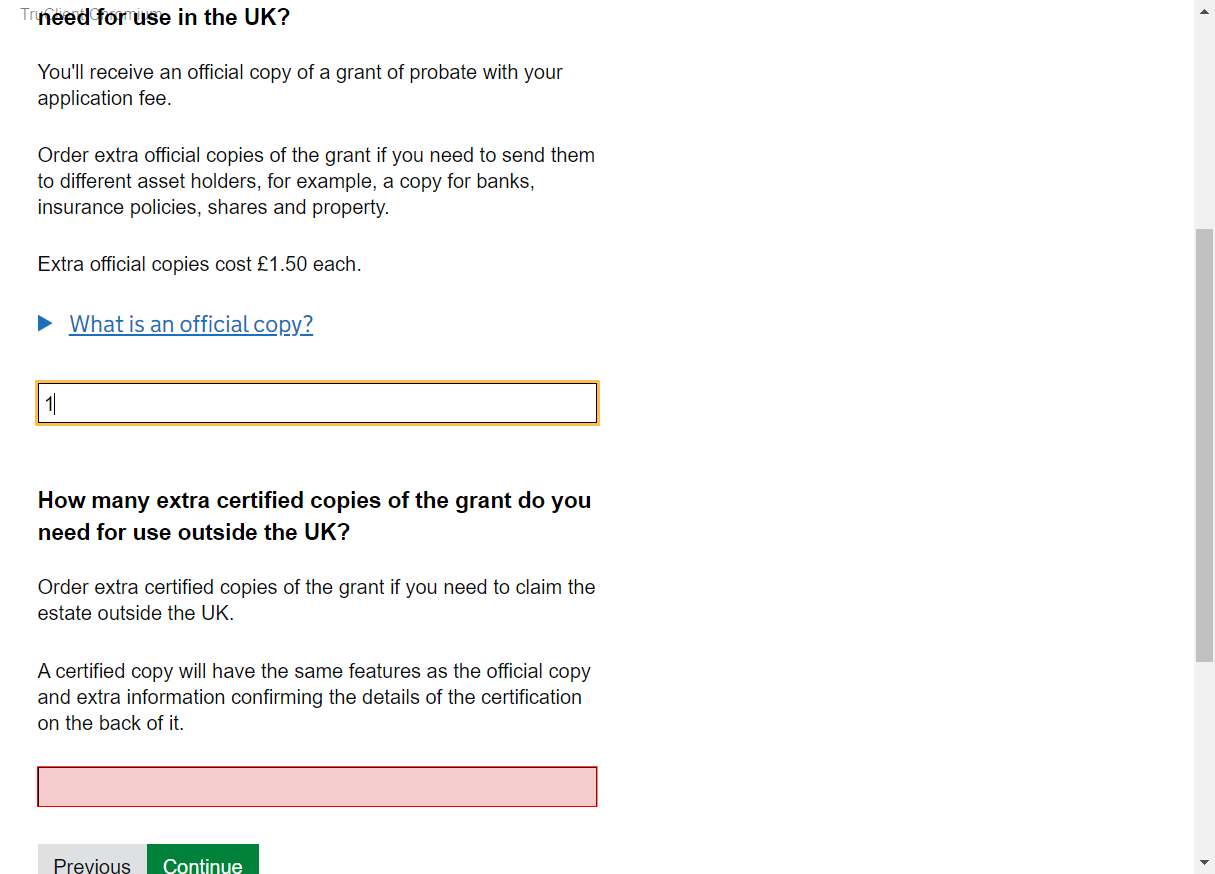 TruClient Chromium
need for use in the UK?
You'll receive an official copy of a grant of probate with your
application fee.
Order extra official copies of the grant if you need to send them
to different asset holders, for example, a copy for banks,
insurance policies, shares and property.
Extra official copies cost £1.50 each.
What is an official copy?
1
How many extra certified copies of the grant do you
need for use outside the UK?
Order extra certified copies of the grant if you need to claim the
estate outside the UK.
A certified copy will have the same features as the official copy
and extra information confirming the details of the certification
on the back of it.
Previous Continue